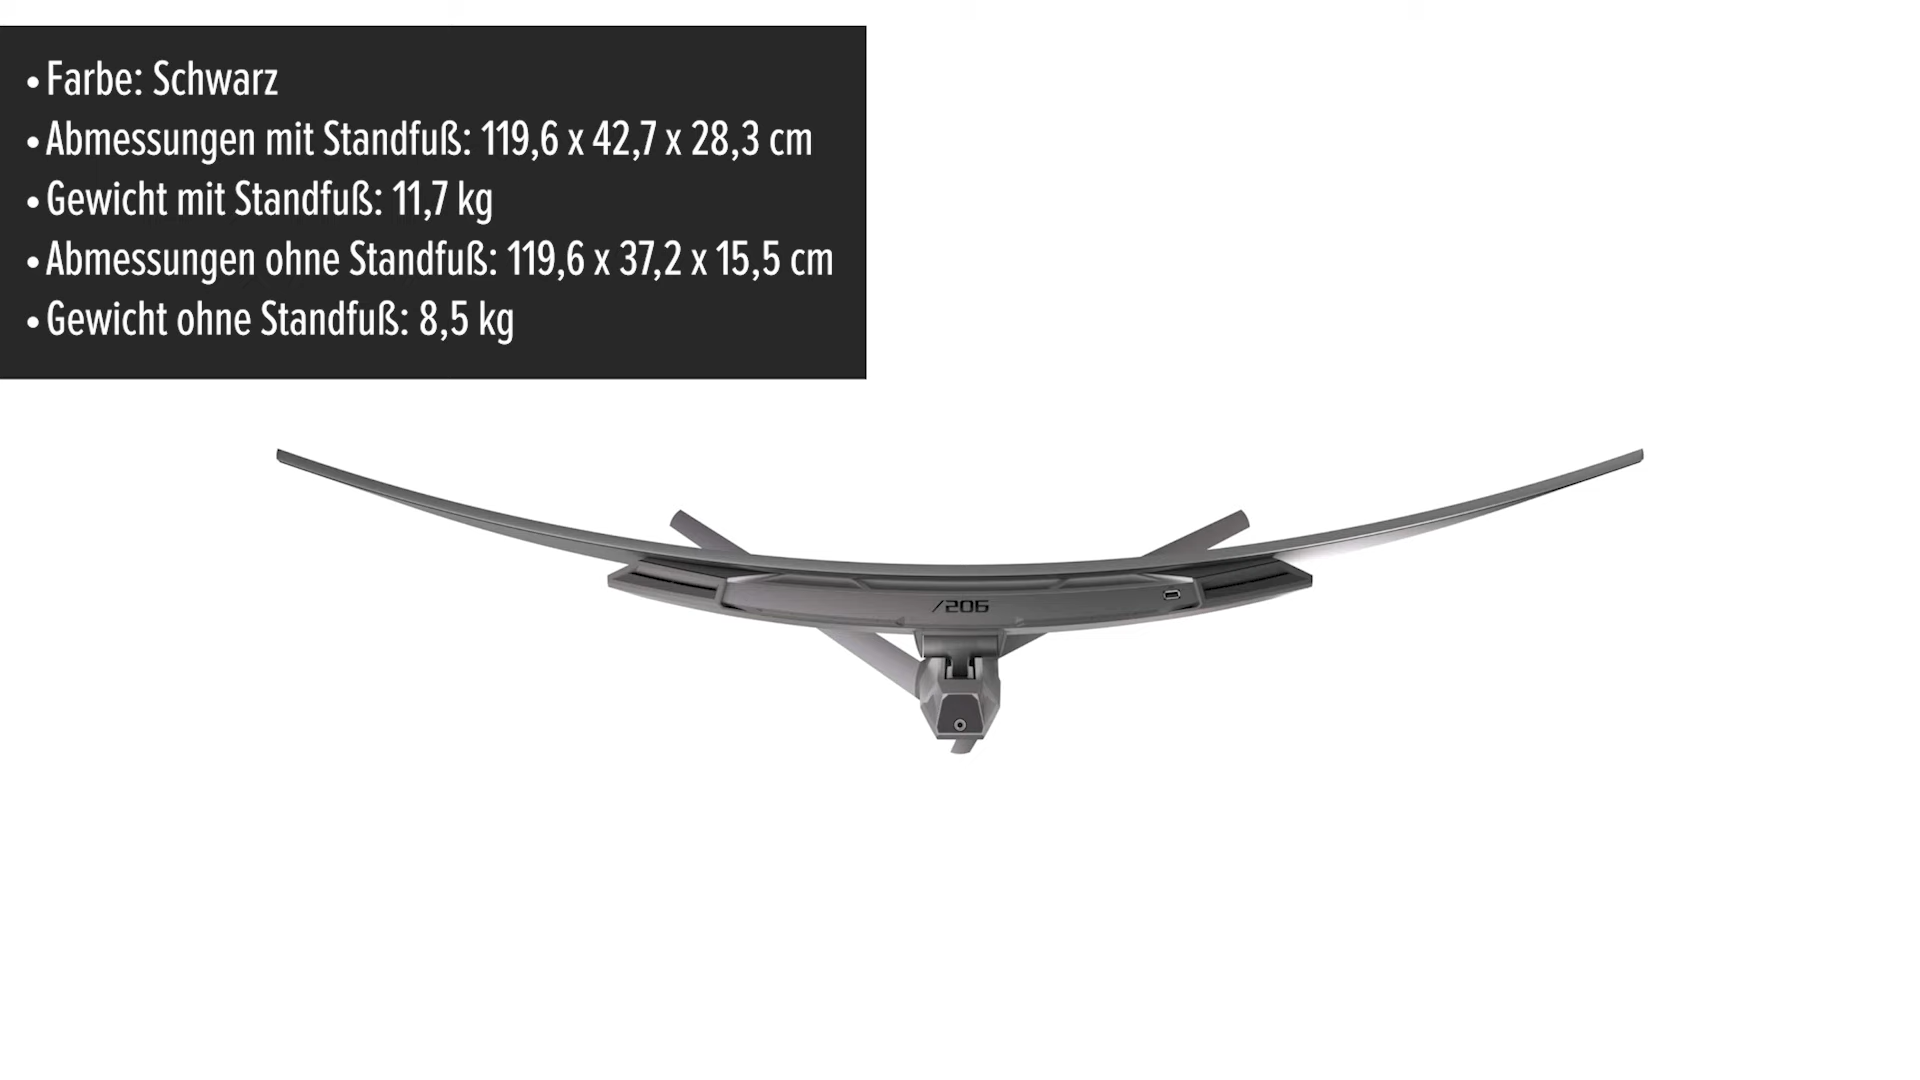 • Farbe: Schwarz
• Abmessungen mit Standfuß: 119,6 x 42,7 x 28,3 cm
• Gewicht mit Standfuß: 11,7 kg
• Abmessungen ohne Standfuß: 119,6 x 37,2 x 15,5 cm
• Gewicht ohne Standfuß: 8,5 kg
/206